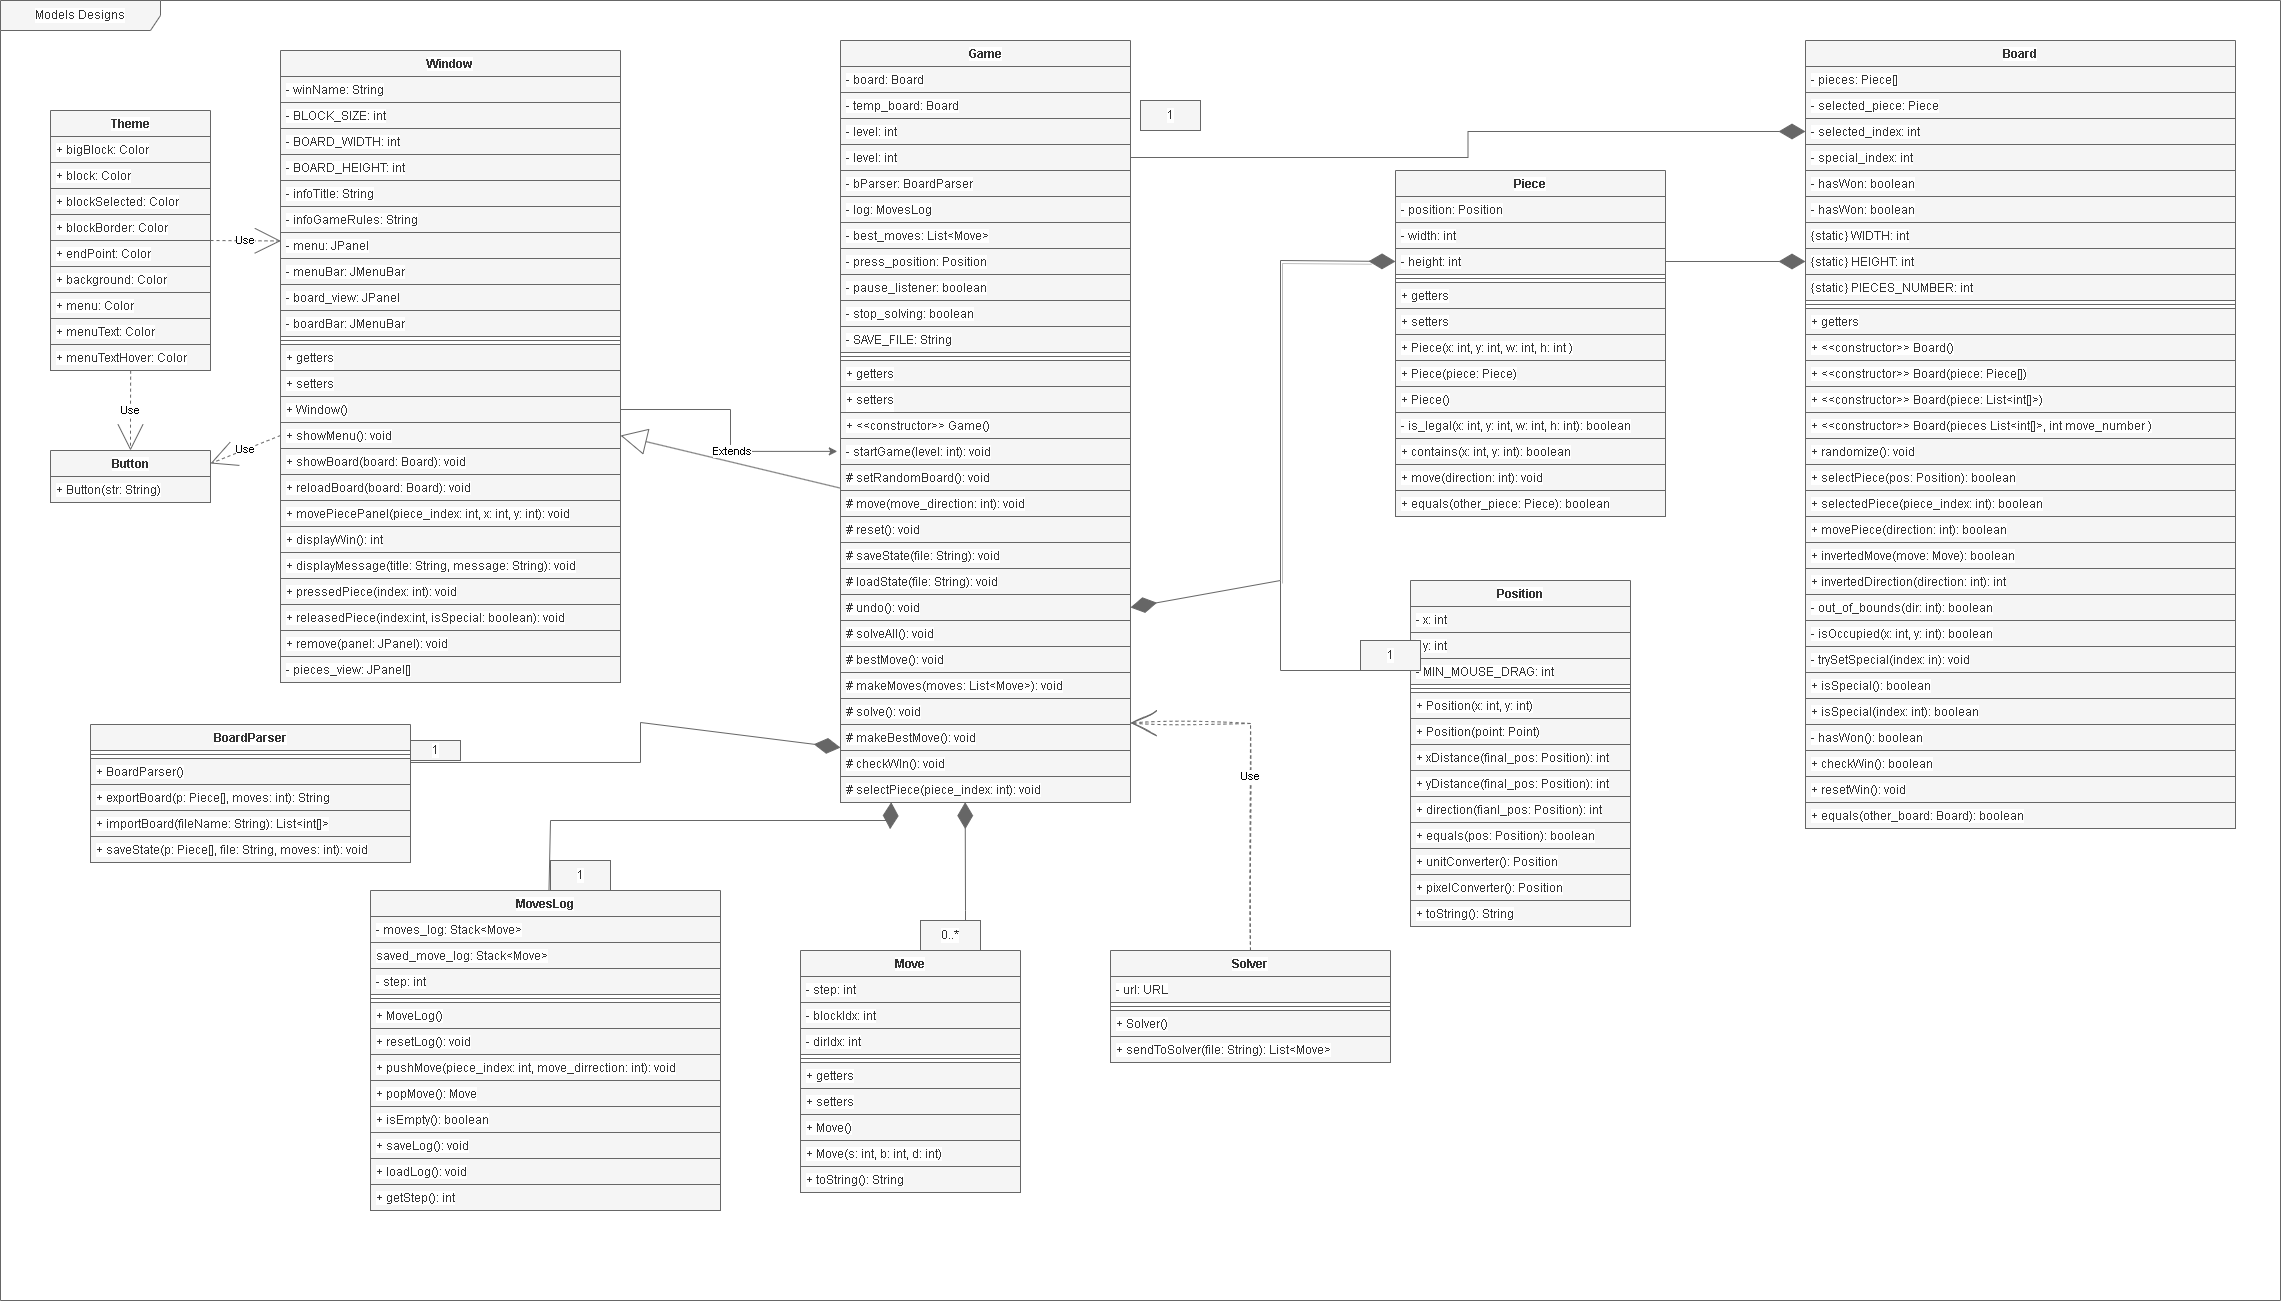 Models Designs
Window
- winName: String
- BLOCK_SIZE: int
- BOARD_WIDTH: int
- BOARD_HEIGHT: int
- infoTitle: String
- infoGameRules: String
- menu: JPanel
- menuBar: JMenuBar
- board_view: JPanel
- boardBar: JMenuBar
+ getters
+ setters
+ Window()
+ showMenu(): void
+ showBoard(board: Board): void
+ reloadBoard(board: Board): void
+ movePiecePanel(piece_index: int, x: int, y: int): void
+ displayWin(): int
+ displayMessage(title: String, message: String): void
+ pressedPiece(index: int): void
+ releasedPiece(index:int, isSpecial: boolean): void
+ remove(panel: JPanel): void
- pieces_view: JPanel[]
Theme
+ bigBlock: Color
+ block: Color
+ blockSelected: Color
+ blockBorder: Color
+ endPoint: Color
+ background: Color
+ menu: Color
+ menuText: Color
+ menuTextHover: Color
Use
Use
Use
Button
+ Button(str: String)
Extends
Game
- board: Board
- temp_board: Board
- level: int
- level: int
- bParser: BoardParser
- log: MovesLog
- best_moves: List<Move>
- press_position: Position
- pause_listener: boolean
- stop_solving: boolean
- SAVE_FILE: String
+ getters
+ setters
+ <<constructor>> Game()
- startGame(level: int): void
# setRandomBoard(): void
# move(move_direction: int): void
# reset(): void
# saveState(file: String): void
# loadState(file: String): void
# undo(): void
# solveAll(): void
# bestMove(): void
# makeMoves(moves: List<Move>): void
# solve(): void
# makeBestMove(): void
# checkWIn(): void
# selectPiece(piece_index: int): void
1
Piece
- position: Position
- width: int
- height: int
+ getters
+ setters
+ Piece(x: int, y: int, w: int, h: int )
+ Piece(piece: Piece)
+ Piece()
- is_legal(x: int, y: int, w: int, h: int): boolean
+ contains(x: int, y: int): boolean
+ move(direction: int): void
+ equals(other_piece: Piece): boolean
Board
- pieces: Piece[]
- selected_piece: Piece
- selected_index: int
- special_index: int
- hasWon: boolean
- hasWon: boolean
{static} WIDTH: int
{static} HEIGHT: int
{static} PIECES_NUMBER: int
+ getters
+ <<constructor>> Board()
+ <<constructor>> Board(piece: Piece[])
+ <<constructor>> Board(piece: List<int[]>)
+ <<constructor>> Board(pieces List<int[]>, int move_number )
+ randomize(): void
+ selectPiece(pos: Position): boolean
+ selectedPiece(piece_index: int): boolean
+ movePiece(direction: int): boolean
+ invertedMove(move: Move): boolean
+ invertedDirection(direction: int): int
- out_of_bounds(dir: int): boolean
- isOccupied(x: int, y: int): boolean
- trySetSpecial(index: in): void
+ isSpecial(): boolean
+ isSpecial(index: int): boolean
- hasWon(): boolean
+ checkWin(): boolean
+ resetWin(): void
+ equals(other_board: Board): boolean
Position
- x: int
y: int
- MIN_MOUSE_DRAG: int
+ Position(x: int, y: int)
+ Position(point: Point)
+ xDistance(final_pos: Position): int
+ yDistance(final_pos: Position): int
+ direction(fianl_pos: Position): int
+ equals(pos: Position): boolean
+ unitConverter(): Position
+ pixelConverter(): Position
+ toString(): String
1
BoardParser
+ BoardParser()
+ exportBoard(p: Piece[], moves: int): String
+ importBoard(fileName: String): List<int[]>
+ saveState(p: Piece[], file: String, moves: int): void
1
1
MovesLog
- moves_log: Stack<Move>
saved_move_log: Stack<Move>
- step: int
+ MoveLog()
+ resetLog(): void
+ pushMove(piece_index: int, move_dirrection: int): void
+ popMove(): Move
+ isEmpty(): boolean
+ saveLog(): void
+ loadLog(): void
+ getStep(): int
0..*
Move
- step: int
- blockIdx: int
- dirIdx: int
+ getters
+ setters
+ Move()
+ Move(s: int, b: int, d: int)
+ toString(): String
Use
Solver
- url: URL
+ Solver()
+ sendToSolver(file: String): List<Move>